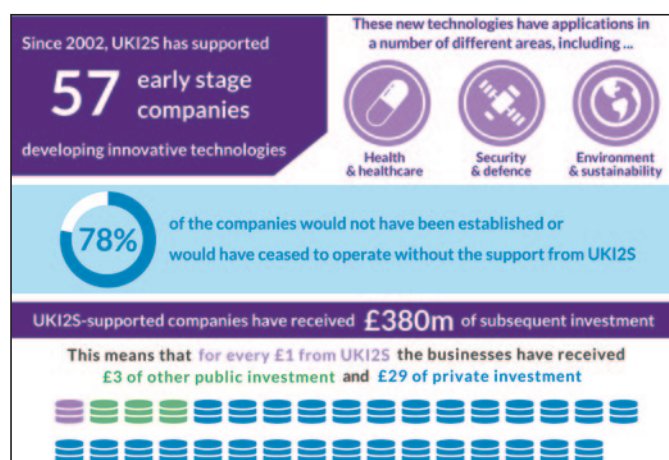 Since 2002, UKI2S has supported
57 early stage
companies
developing innovative technologies
These new technologies have applications in
a number of different areas, including ...
Health
& healthcare
Security
& defence
Environment
& sustainability
78%
of the companies would not have been established or
would have ceased to operate without the support from UKI2S
UKI2S-supported companies have received £380m of subsequent investment
This means that for every £1 from UKI2S the businesses have received
£3 of other public investment and £29 of private investment